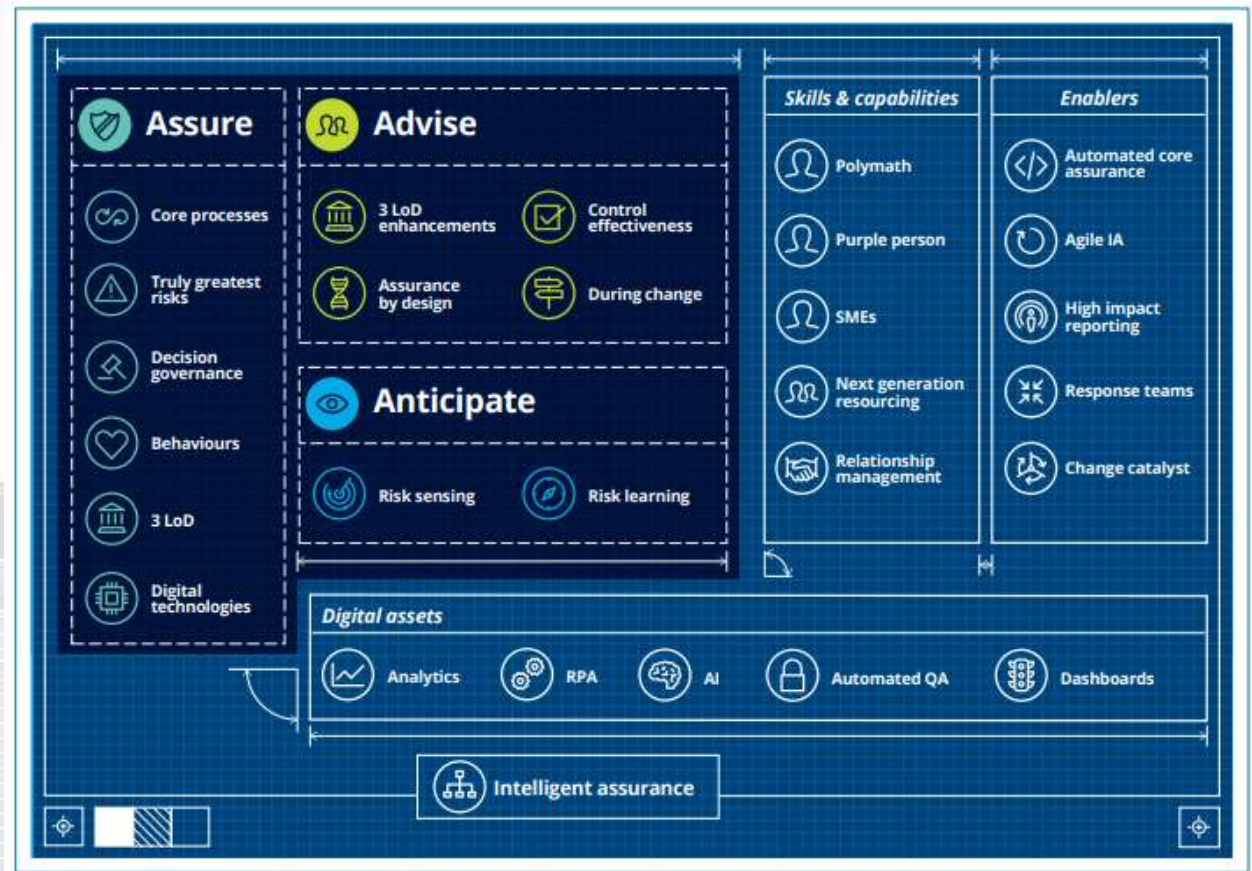 Assure
Core processes
Truly greatest
risks
Decision
governance
Behaviours
3 LoD
Digital
technologies
Advise
3 LoD
enhancements
Control
effectiveness
Assurance
by design
During change
Anticipate
Risk sensing
Risk learning
Skills & capabilities
Polymath
Purple person
SMEs
Next generation
resourcing
Relationship
management
Enablers
Automated core
assurance
Agile IA
High impact
reporting
Response teams
Change catalyst
Digital assets
Analytics
RPA
AI
Automated QA
Dashboards
Intelligent assurance